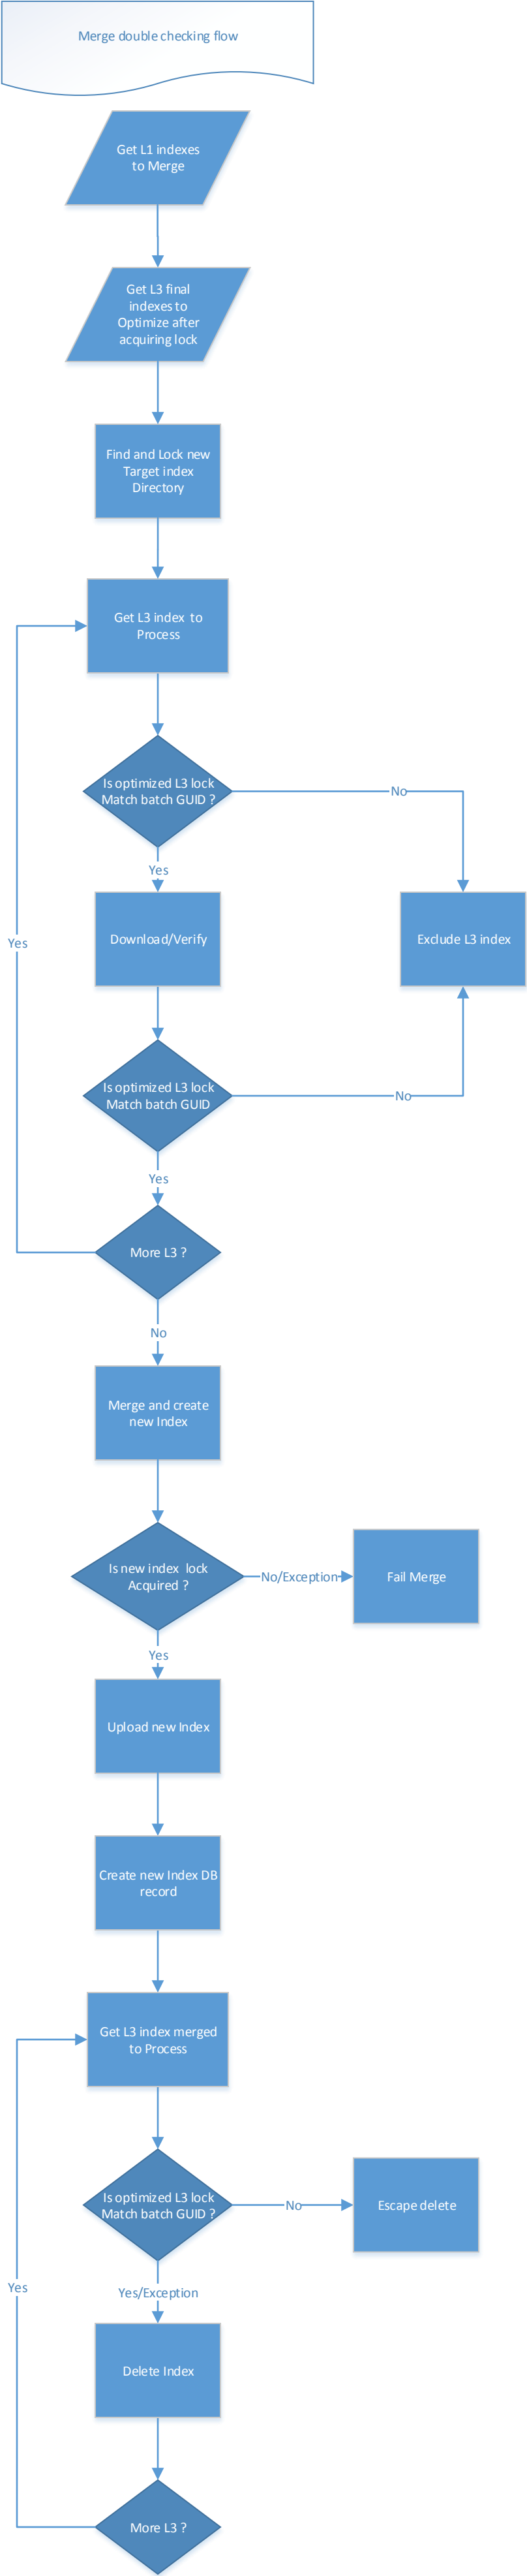 Merge double checking flow
Get L1 indexes
to Merge
Get L3 final
indexes to
Optimize after
acquiring lock
Find and Lock new
Target index
Directory
Get L3 index to
Process
Is optimized L3 lock
Match batch GUID ?
No
Yes
Download/Verify
Exclude L3 index
Yes
Is optimized L3 lock
Match batch GUID
No
Yes
More L3 ?
No
Merge and create
new Index
Is new index lock
Acquired ?
No/Exception
Fail Merge
Yes
Upload new Index
Create new Index DB
record
Get L3 index merged
to Process
Is optimized L3 lock
Match batch GUID ?
No
Escape delete
Yes
Yes/Exception
Delete Index
More L3 ?